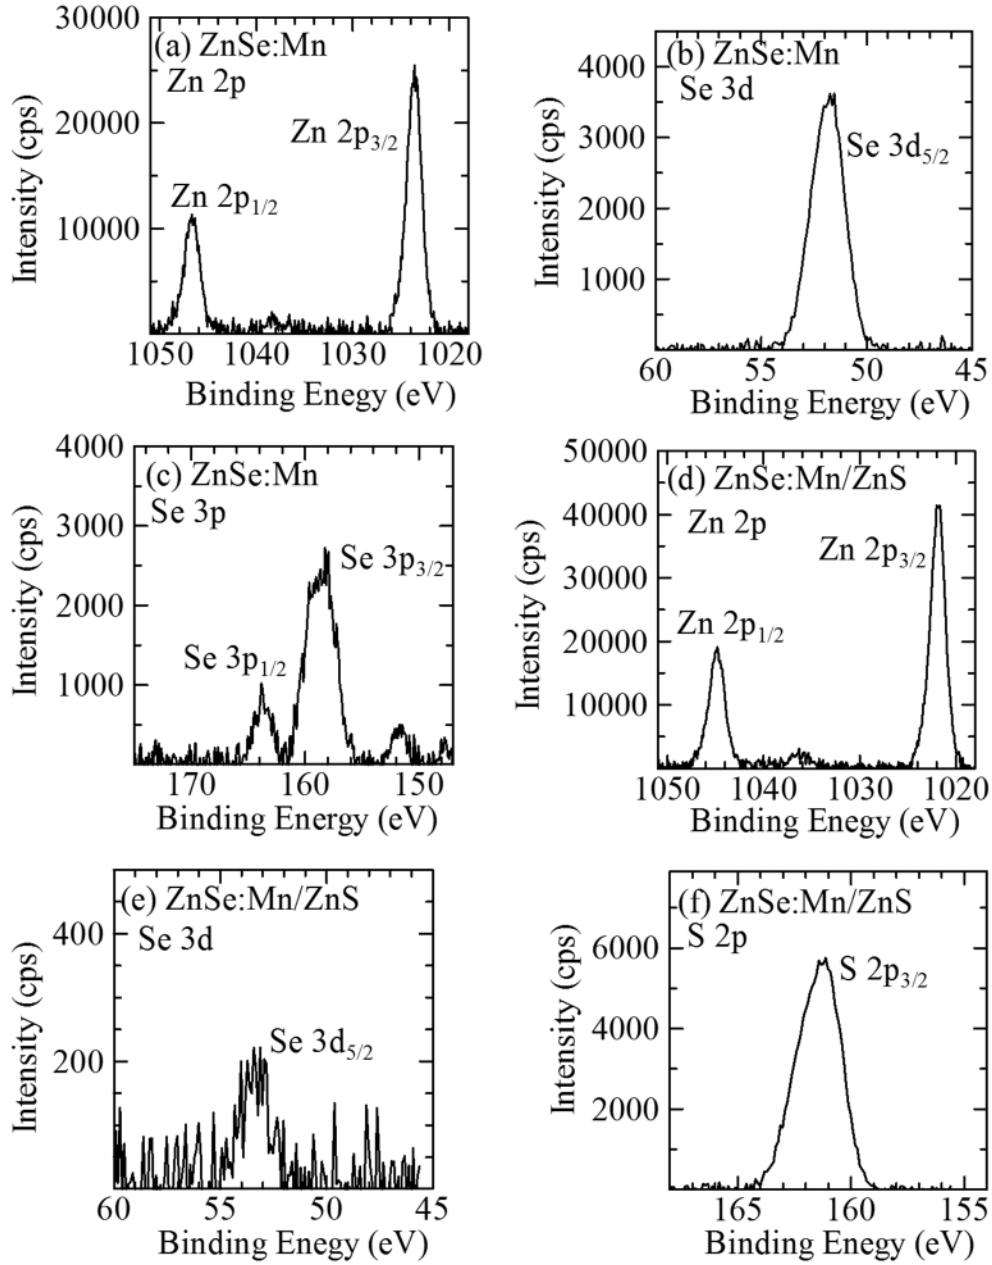 30000
(a) ZnSe:Mn
Zn 2p
20000
Zn 2p3/2
Zn 2p1/2
10000
Intensity (cps)
1050 1040 1030 1020
Binding Enegy (eV)
(b) ZnSe:Mn
4000
Se 3d
3000
Se 3d5/2
2000
1000
Intensity (cps)
60 55 50 45
Binding Energy (eV)
4000
(c) ZnSe:Mn
Se 3p
3000
Se 3p3/2
2000
Se 3p1/2
1000
Intensity (cps)
170 160 150
Binding Energy (eV)
50000
(d) ZnSe:Mn/ZnS
40000
Zn 2p
Zn 2p3/2
30000
Zn 2p1/2
20000
10000
Intensity (cps)
1050 1040 1030 1020
Binding Enegy (eV)
(e) ZnSe:Mn/ZnS
400
Se 3d
Se 3d5/2
200
Intensity (cps)
60 55 50 45
Binding Energy (eV)
(f) ZnSe:Mn/ZnS
S 2p
6000
S 2p3/2
4000
2000
Intensity (cps)
165 160 155
Binding Energy (eV)